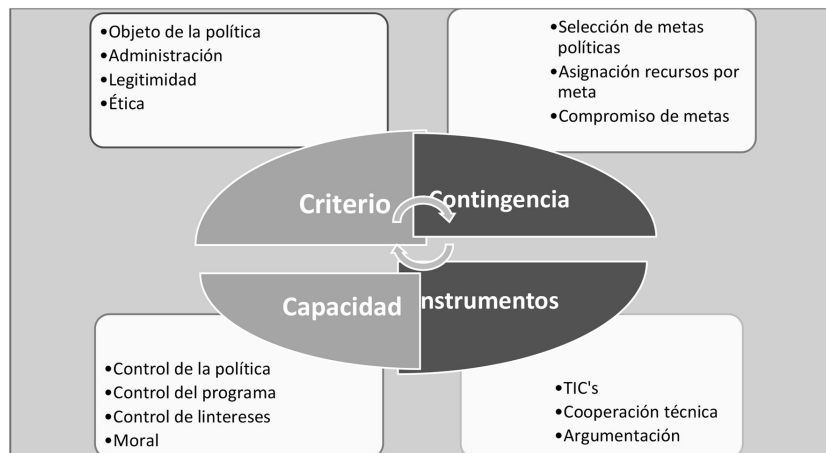 •Objeto de la política
•Administración
•Legitimidad
•Ética
•Selección de metas
políticas
•Asignación recursos por
meta
•Compromiso de metas
Criterio
Contingencia
Capacidad
nstrumentos
•Control de la política
•Control del programa
•Control de lintereses
•Moral
•TIC's
•Cooperación técnica
•Argumentación